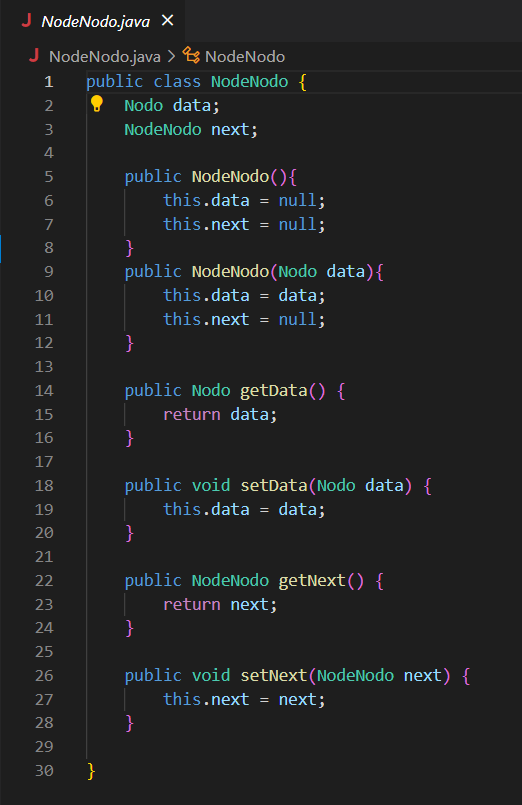 NodeNodo.java
NodeNodo.java > NodeNodo
1 public class NodeNodo {
2     Nodo data;
3     NodeNodo next;
4
5     public NodeNodo(){
6         this.data = null;
7         this.next = null;
8     }
9     public NodeNodo(Nodo data){
10         this.data = data;
11         this.next = null;
12     }
13
14     public Nodo getData() {
15         return data;
16     }
17
18     public void setData(Nodo data) {
19         this.data = data;
20     }
21
22     public NodeNodo getNext() {
23         return next;
24     }
25
26     public void setNext(NodeNodo next) {
27         this.next = next;
28     }
29
30 }